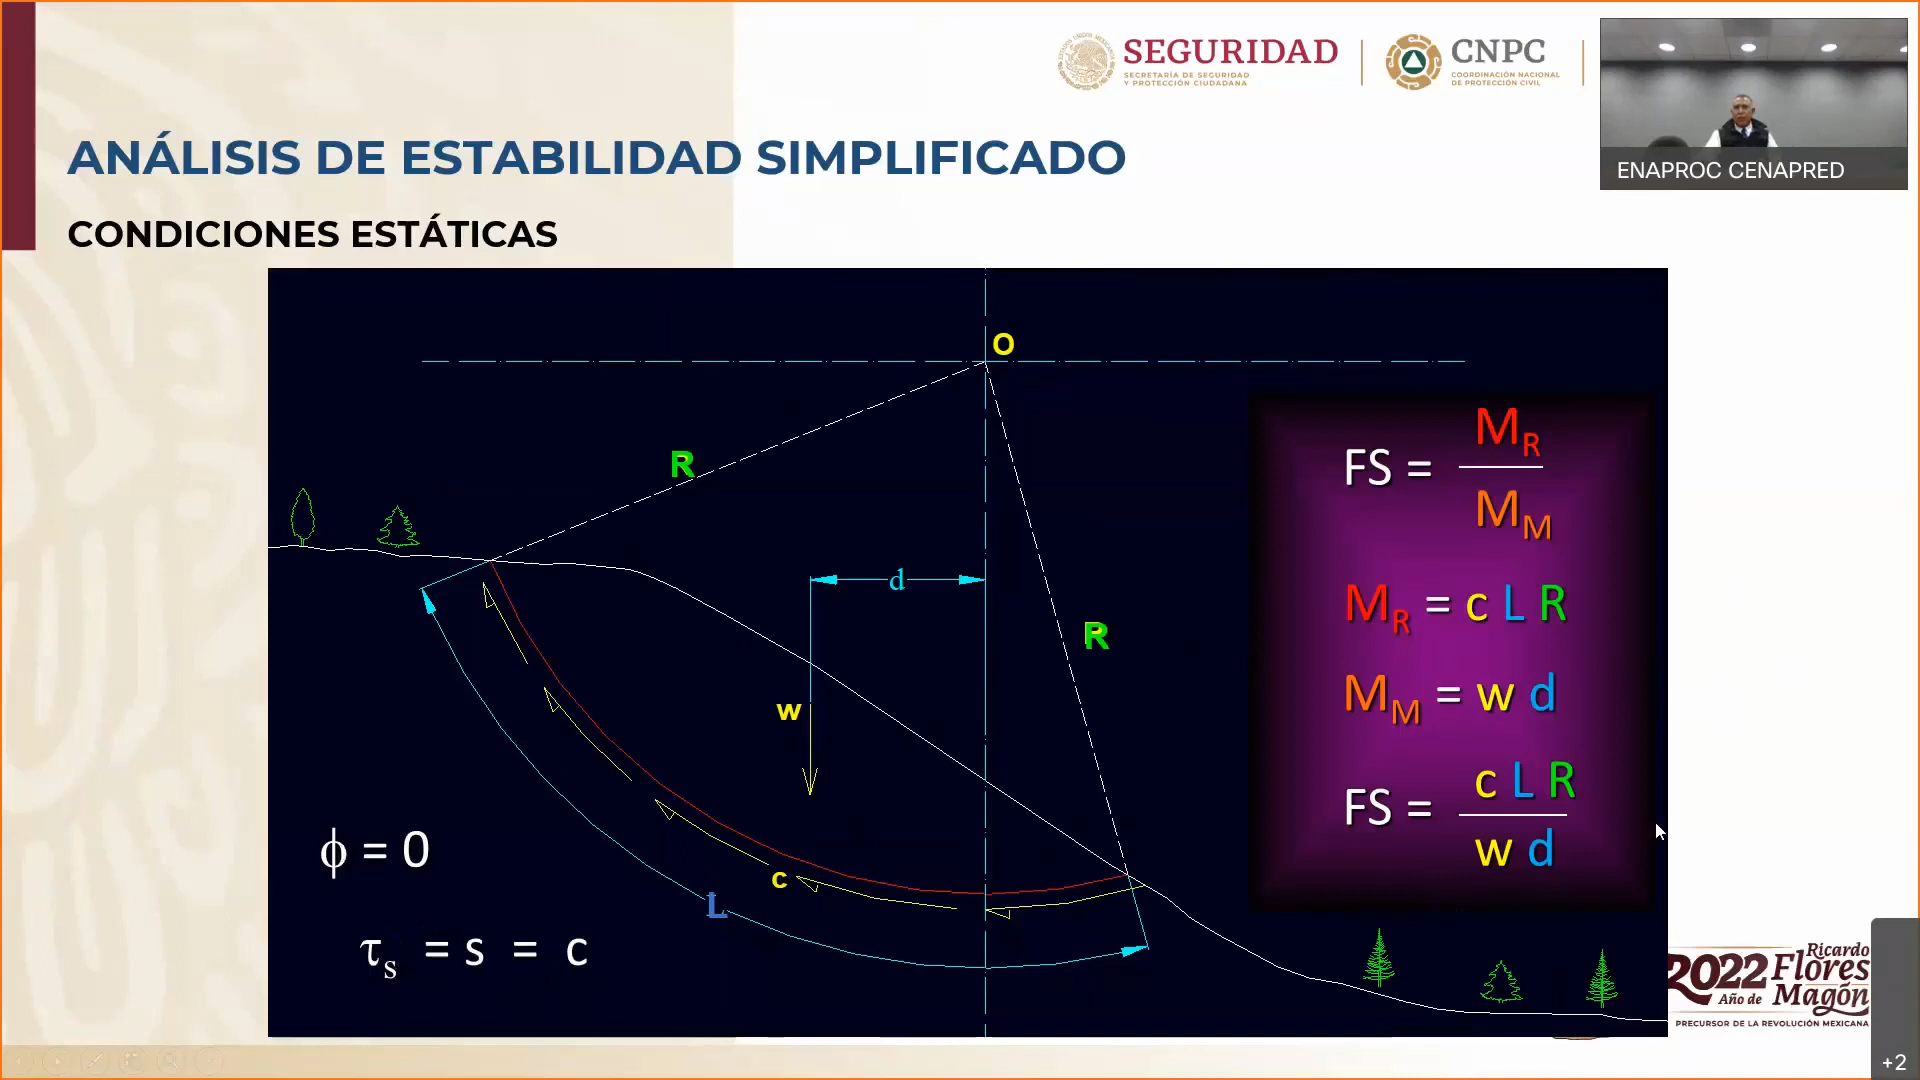 SEGURIDAD
SECRETARÍA DE SEGURIDAD
Y PROTECCIÓN CIUDADANA
CNPC
COORDINACIÓN NACIONAL
DE PROTECCIÓN CIVIL
ENAPROC CENAPRED
ANÁLISIS DE ESTABILIDAD SIMPLIFICADO
CONDICIONES ESTÁTICAS
O
R
d
R
w
c
L
ϕ = 0
τs = s = c
FS = MR / MM
MR = c L R
MM = w d
FS = c L R / w d
2022 Ricardo
Flores
Año de Magón
PRECURSOR DE LA REVOLUCIÓN MEXICANA
+2